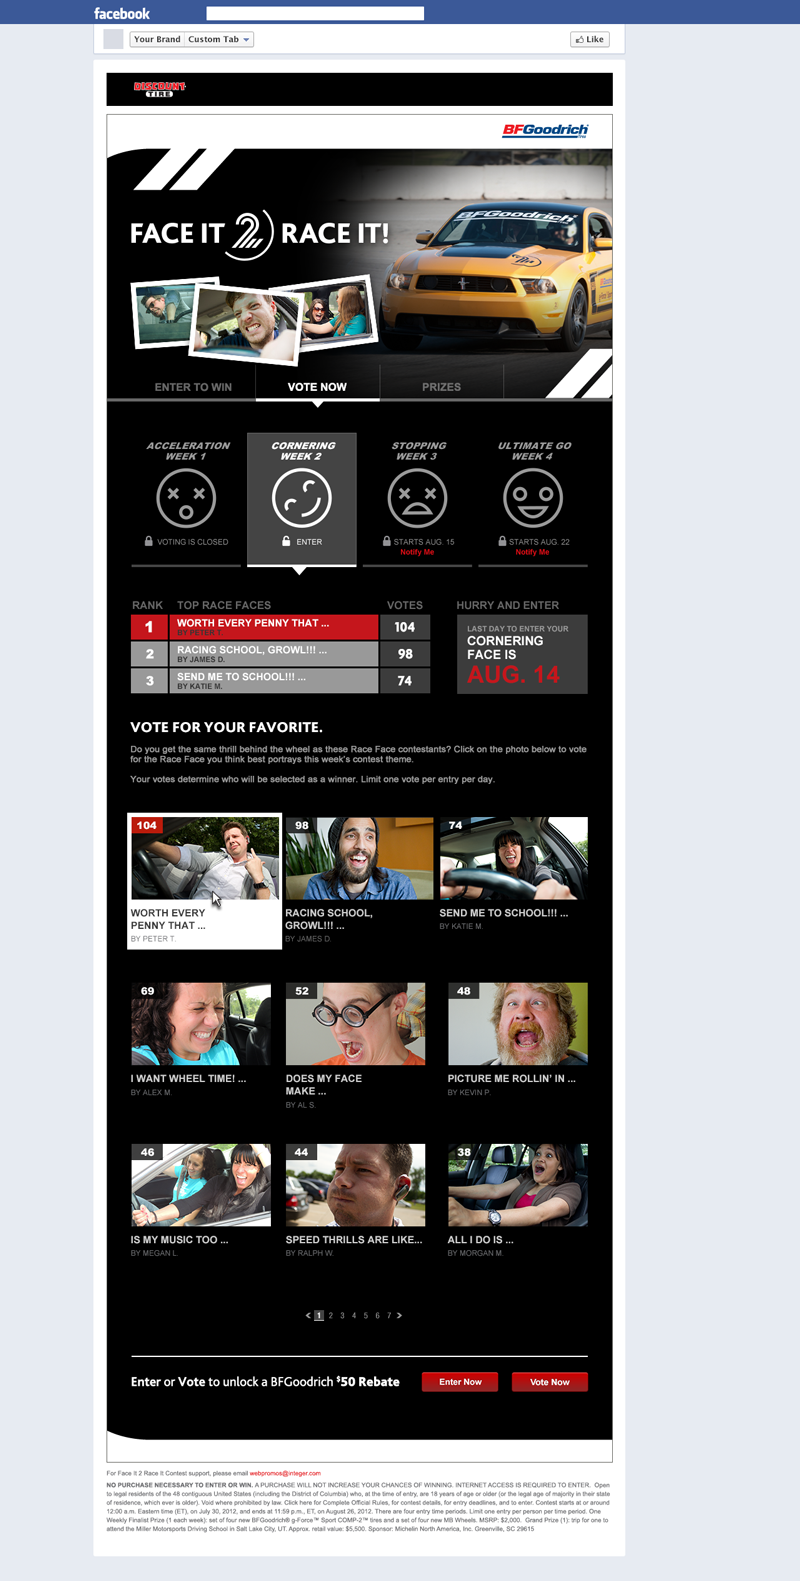 facebook
Your Brand Custom Tab
Like
DISCOUNT
TIRE
BFGoodrich
Tires
FACE IT 2 RACE IT!
BFGoodrich
ENTER TO WIN VOTE NOW PRIZES
ACCELERATION
WEEK 1
VOTING IS CLOSED
CORNERING
WEEK 2
ENTER
STOPPING
WEEK 3
STARTS AUG. 15
Notify Me
ULTIMATE GO
WEEK 4
STARTS AUG. 22
Notify Me
RANK TOP RACE FACES VOTES
1 WORTH EVERY PENNY THAT ... 104
BY PETER T.
2 RACING SCHOOL, GROWL!!! ... 98
BY JAMES D.
3 SEND ME TO SCHOOL!!! ... 74
BY KATIE M.
HURRY AND ENTER
LAST DAY TO ENTER YOUR
CORNERING
FACE IS
AUG. 14
VOTE FOR YOUR FAVORITE.
Do you get the same thrill behind the wheel as these Race Face contestants? Click on the photo below to vote
for the Race Face you think best portrays this week's contest theme.
Your votes determine who will be selected as a winner. Limit one vote per entry per day.
104
WORTH EVERY
PENNY THAT ...
BY PETER T.
98
RACING SCHOOL,
GROWL!!! ...
BY JAMES D.
74
SEND ME TO SCHOOL!!! ...
BY KATIE M.
69
I WANT WHEEL TIME! ...
BY ALEX M.
52
DOES MY FACE
MAKE ...
BY AL S.
48
PICTURE ME ROLLIN' IN ...
BY KEVIN P.
46
IS MY MUSIC TOO ...
BY MEGAN L.
44
SPEED THRILLS ARE LIKE...
BY RALPH W.
38
ALL I DO IS ...
BY MORGAN M.
< 1 2 3 4 5 6 7 >
Enter or Vote to unlock a BFGoodrich $50 Rebate
Enter Now
Vote Now
For Face It 2 Race It Contest support, please email webpromos@integer.com
NO PURCHASE NECESSARY TO ENTER OR WIN. A PURCHASE WILL NOT INCREASE YOUR CHANCES OF WINNING. INTERNET ACCESS IS REQUIRED TO ENTER. Open
to legal residents of the 48 contiguous United States (including the District of Columbia) who, at the time of entry, are 18 years of age or older (or the legal age of majority in their state
of residence, which ever is older). Void where prohibited by law. Click here for Complete Official Rules, for contest details, for entry deadlines, and to enter. Contest starts at or around
12:00 a.m. Eastern time (ET), on July 30, 2012, and ends at 11:59 p.m., ET, on August 26, 2012. There are four entry time periods. Limit one entry per person per time period. One
Weekly Finalist Prize (1 each week): set of four new BFGoodrich® g-Force™ Sport COMP-2™ tires and a set of four new MB Wheels. MSRP: $2,000. Grand Prize (1): trip for one to
attend the Miller Motorsports Driving School in Salt Lake City, UT. Approx. retail value: $5,500. Sponsor: Michelin North America, Inc. Greenville, SC 29615